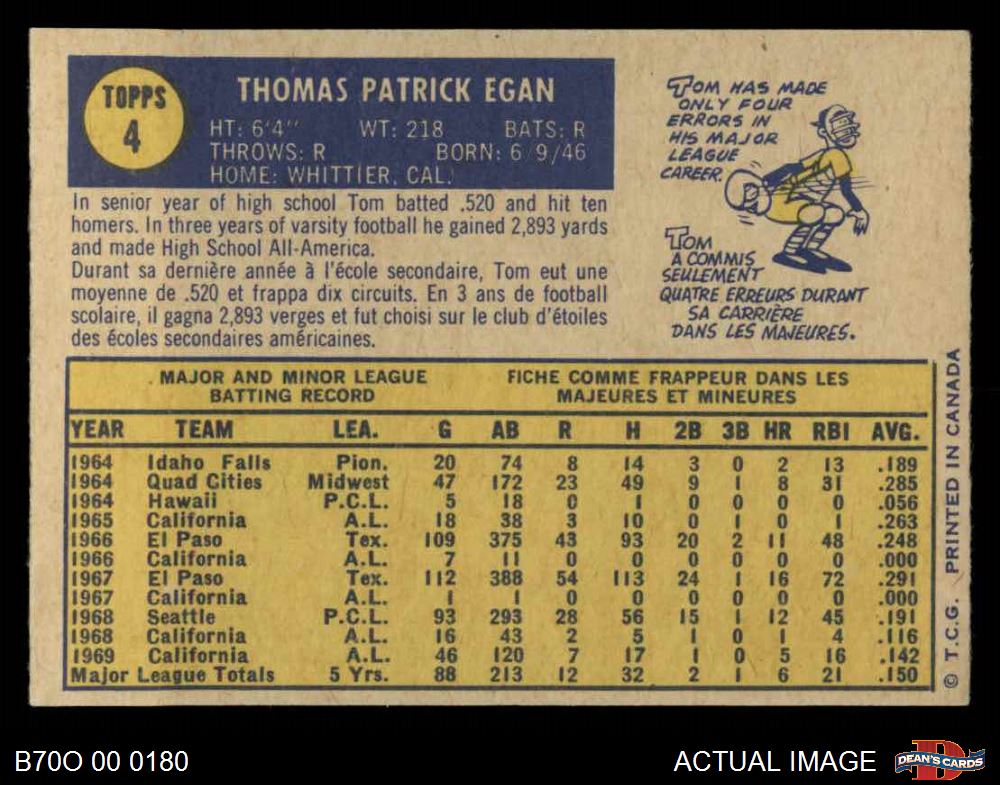 TOPPS
4
THOMAS PATRICK EGAN
HT: 6'4" WT: 218 BATS: R
THROWS: R BORN: 6 9/46
HOME: WHITTIER, CAL.
In senior year of high school Tom batted .520 and hit ten
homers. In three years of varsity football he gained 2,893 yards
and made High School All-America.
Durant sa dernière année à l'école secondaire, Tom eut une
moyenne de .520 et frappa dix circuits. En 3 ans de football
scolaire, il gagna 2,893 verges et fut choisi sur le club d'étoiles
des écoles secondaires américaines.
TOM HAS MADE
ONLY FOUR
ERRORS IN
HIS MAJOR
LEAGUE
CAREER.
TOM
A COMMIS
SEULEMENT
QUATRE ERREURS DURANT
SA CARRIÈRE
DANS LES MAJEURES.
MAJOR AND MINOR LEAGUE
BATTING RECORD
FICHE COMME FRAPPEUR DANS LES
MAJEURES ET MINEURES
YEAR TEAM LEA. G AB R H 2B 3B HR RBI AVG.
1964 Idaho Falls Pion. 20 74 8 14 3 0 2 13 .189
1964 Quad Cities Midwest 47 172 23 49 9 1 8 31 .285
1964 Hawaii P.C.L. 5 18 0 1 0 0 0 0 .056
1965 California A.L. 18 38 3 10 0 1 0 1 .263
1966 El Paso Tex. 109 375 43 93 20 2 11 48 .248
1966 California A.L. 7 11 0 0 0 0 0 0 .000
1967 El Paso Tex. 112 388 54 113 24 1 16 72 .291
1967 California A.L. 1 1 0 0 0 0 0 0 .000
1968 Seattle P.C.L. 93 293 28 56 15 1 12 45 .191
1968 California A.L. 16 43 2 5 1 0 1 4 .116
1969 California A.L. 46 120 7 17 1 0 5 16 .142
Major League Totals 5 Yrs. 88 213 12 32 2 1 6 21 .150
© T.C.G. PRINTED IN CANADA
B70O 00 0180
ACTUAL IMAGE
DEAN'S CARDS